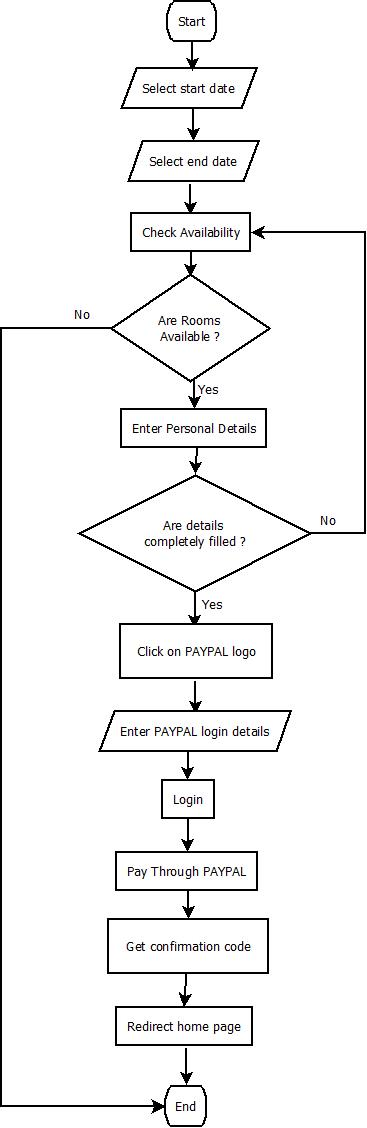 Start
Select start date
Select end date
Check Availability
Are Rooms
Available ?
No
Yes
Enter Personal Details
Are details
completely filled ?
No
Yes
Click on PAYPAL logo
Enter PAYPAL login details
Login
Pay Through PAYPAL
Get confirmation code
Redirect home page
End